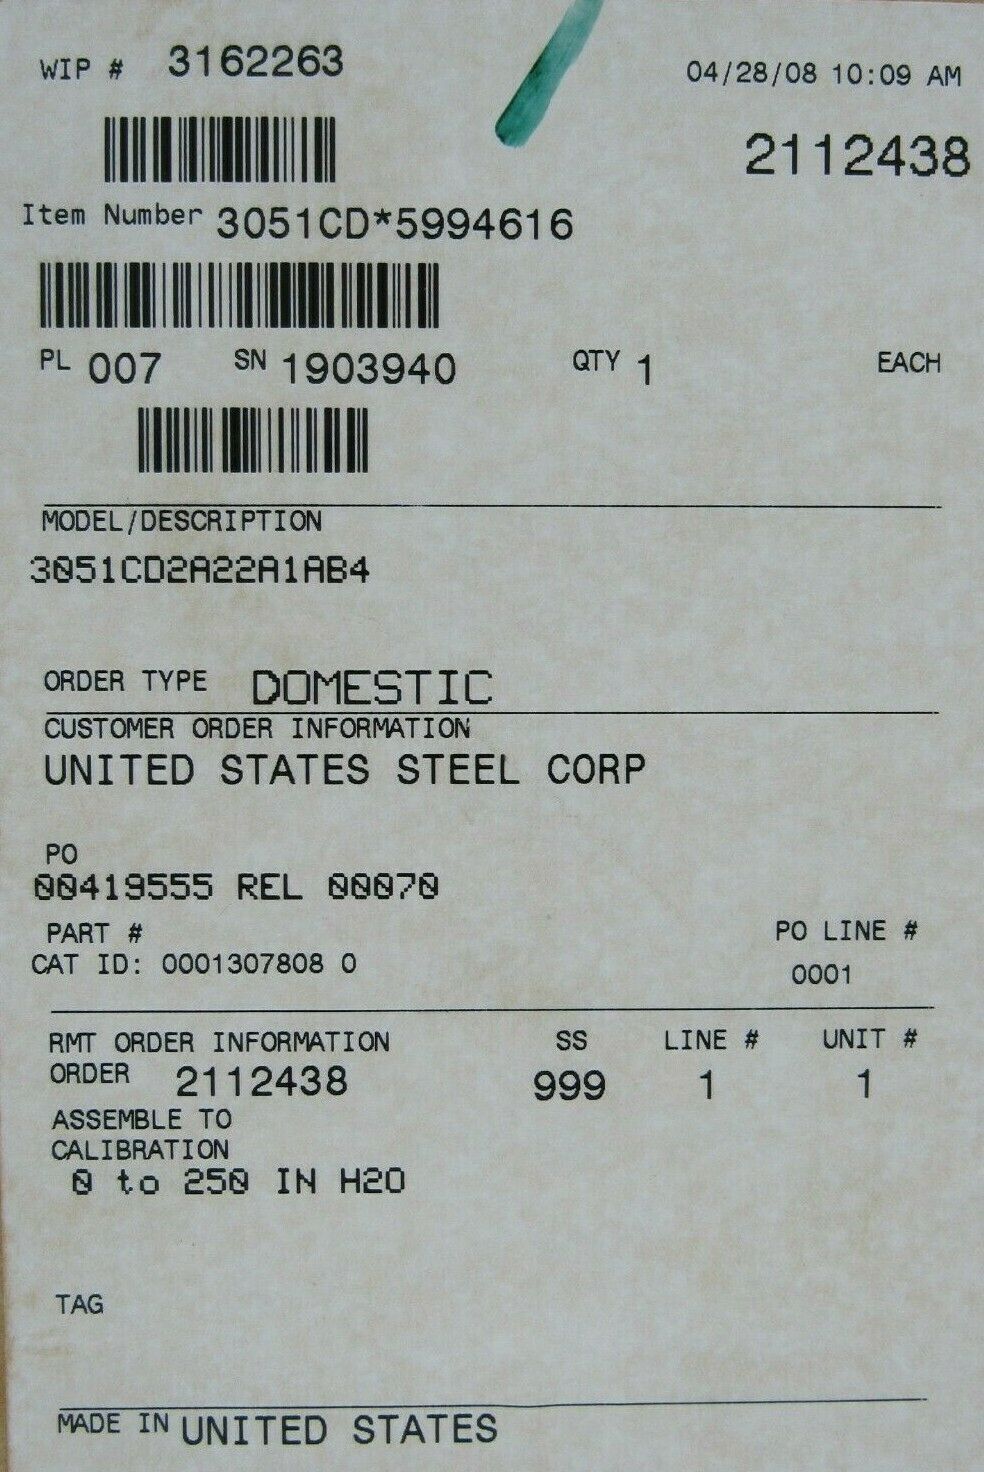 WIP # 3162263 04/28/08 10:09 AM
2112438
Item Number 3051CD*5994616
PL 007 SN 1903940 QTY 1 EACH
MODEL/DESCRIPTION
3051CD2A22A1AB4
ORDER TYPE DOMESTIC
CUSTOMER ORDER INFORMATION
UNITED STATES STEEL CORP
PO
00419555 REL 00070
PART # PO LINE #
CAT ID: 0001307808 0 0001
RMT ORDER INFORMATION SS LINE # UNIT #
ORDER 2112438 999 1 1
ASSEMBLE TO
CALIBRATION
0 to 250 IN H2O
TAG
MADE IN UNITED STATES